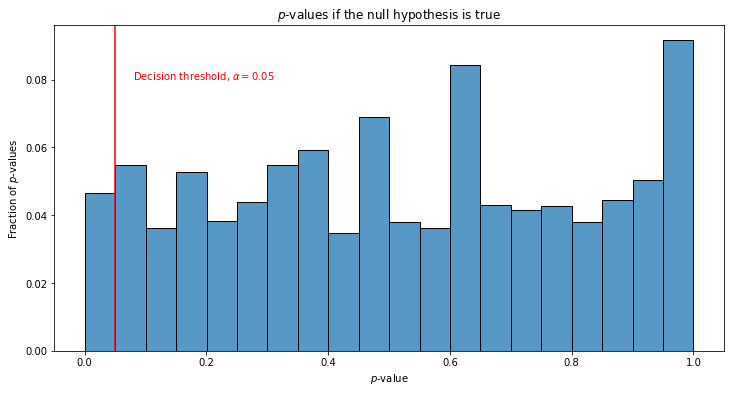 p-values if the null hypothesis is true
Decision threshold, α = 0.05
Fraction of p-values
0.08
0.06
0.04
0.02
0.00
0.0 0.2 0.4 0.6 0.8 1.0
p-value